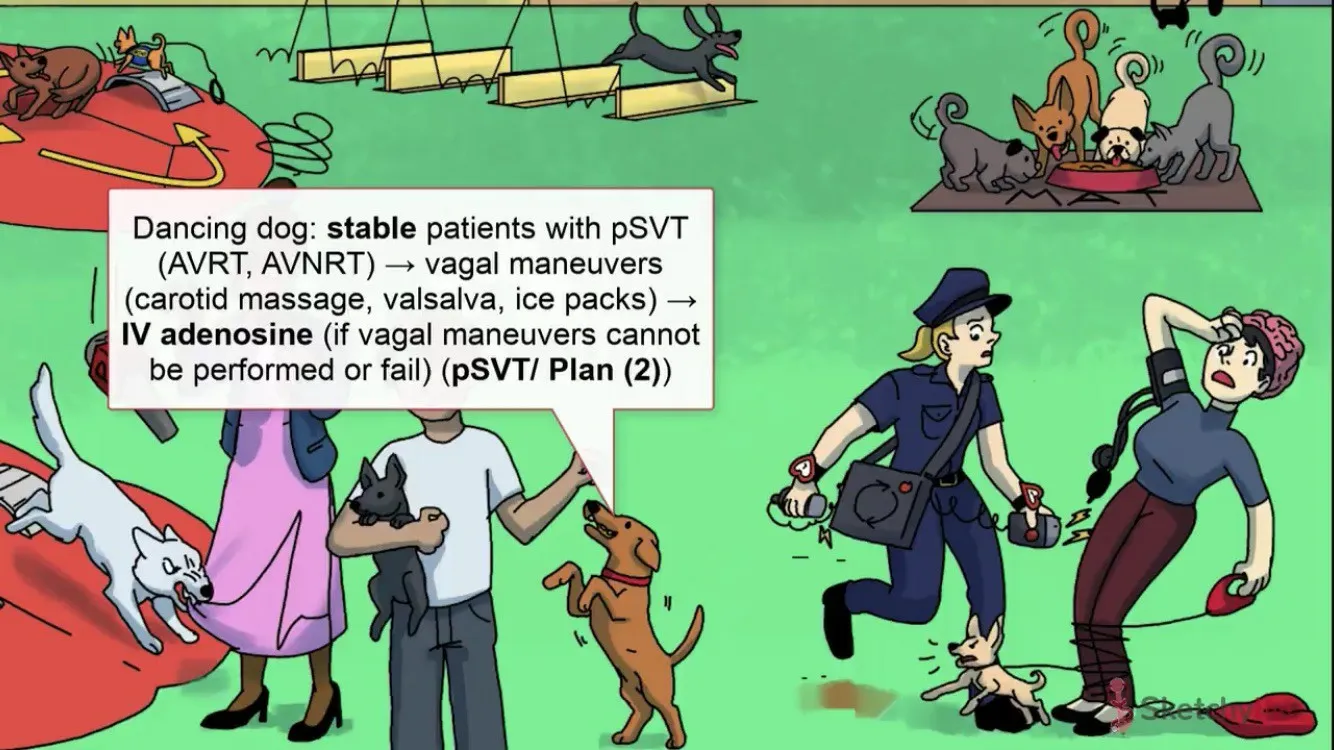 Dancing dog: stable patients with pSVT
(AVRT, AVNRT) → vagal maneuvers
(carotid massage, valsalva, ice packs) →
IV adenosine (if vagal maneuvers cannot
be performed or fail) (pSVT/ Plan (2))